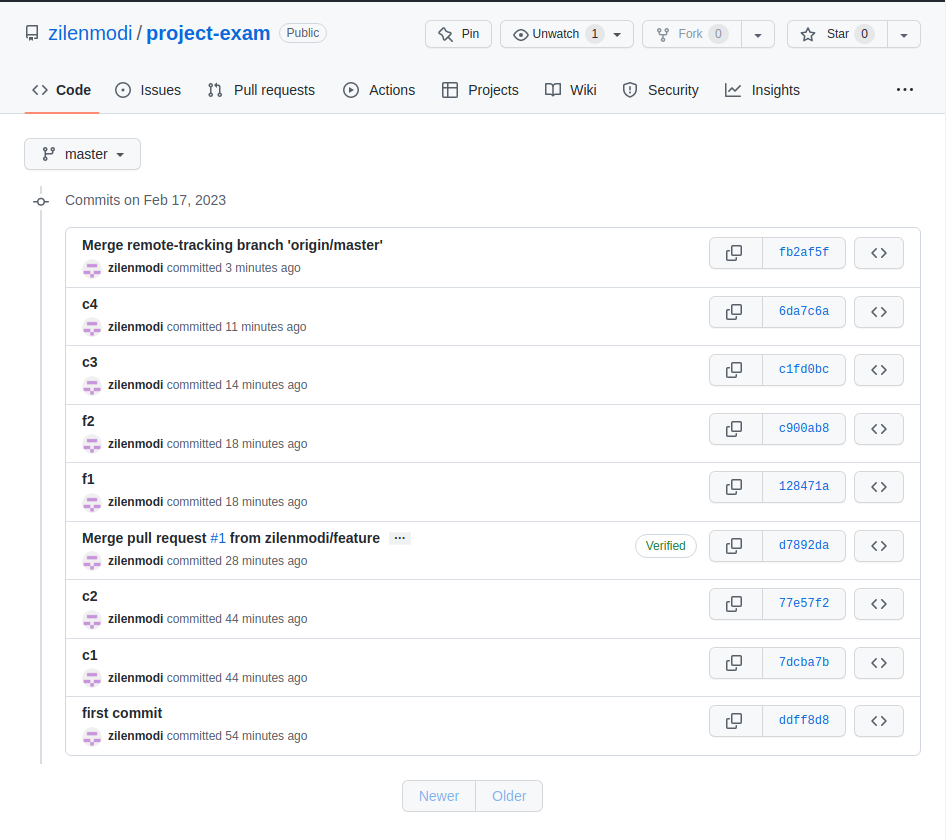 zilenmodi / project-exam Public Pin Unwatch 1 Fork 0 Star 0
Code Issues Pull requests Actions Projects Wiki Security Insights ...
master
Commits on Feb 17, 2023
Merge remote-tracking branch 'origin/master'
fb2af5f
zilenmodi committed 3 minutes ago
c4
6da7c6a
zilenmodi committed 11 minutes ago
c3
c1fd0bc
zilenmodi committed 14 minutes ago
f2
c900ab8
zilenmodi committed 18 minutes ago
f1
128471a
zilenmodi committed 18 minutes ago
Merge pull request #1 from zilenmodi/feature ...
Verified d7892da
zilenmodi committed 28 minutes ago
c2
77e57f2
zilenmodi committed 44 minutes ago
c1
7dcba7b
zilenmodi committed 44 minutes ago
first commit
ddff8d8
zilenmodi committed 54 minutes ago
Newer Older